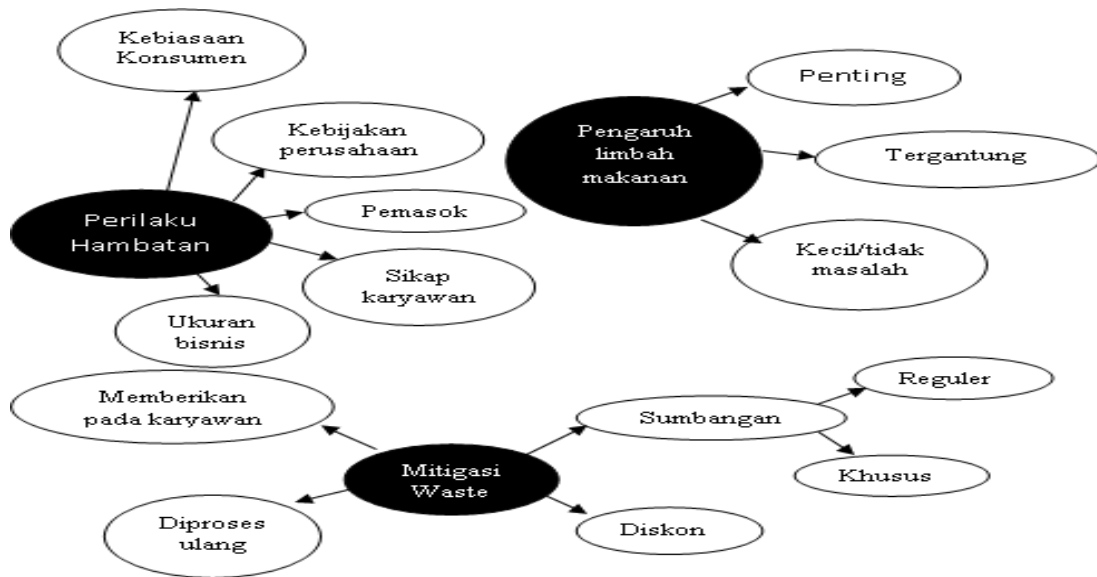 Kebiasaan
Konsumen
Kebijakan
perusahaan
Perilaku
Hambatan
Pemasok
Sikap
karyawan
Ukuran
bisnis
Pengaruh
limbah
makanan
Penting
Tergantung
Kecil/tidak
masalah
Memberikan
pada karyawan
Mitigasi
Waste
Diproses
ulang
Sumbangan
Reguler
Khusus
Diskon